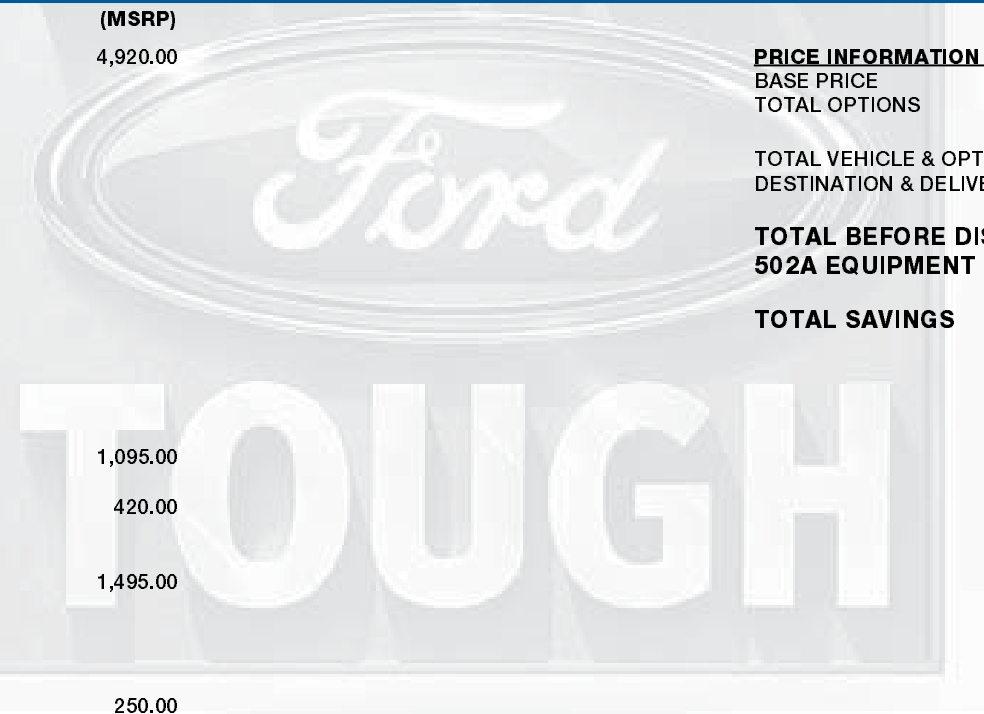 (MSRP)
4,920.00
1,095.00
420.00
1,495.00
250.00
PRICE INFORMATION
BASE PRICE
TOTAL OPTIONS
TOTAL VEHICLE & OPT
DESTINATION & DELIVE
TOTAL BEFORE DIS
502A EQUIPMENT
TOTAL SAVINGS
Ford
TOUGH